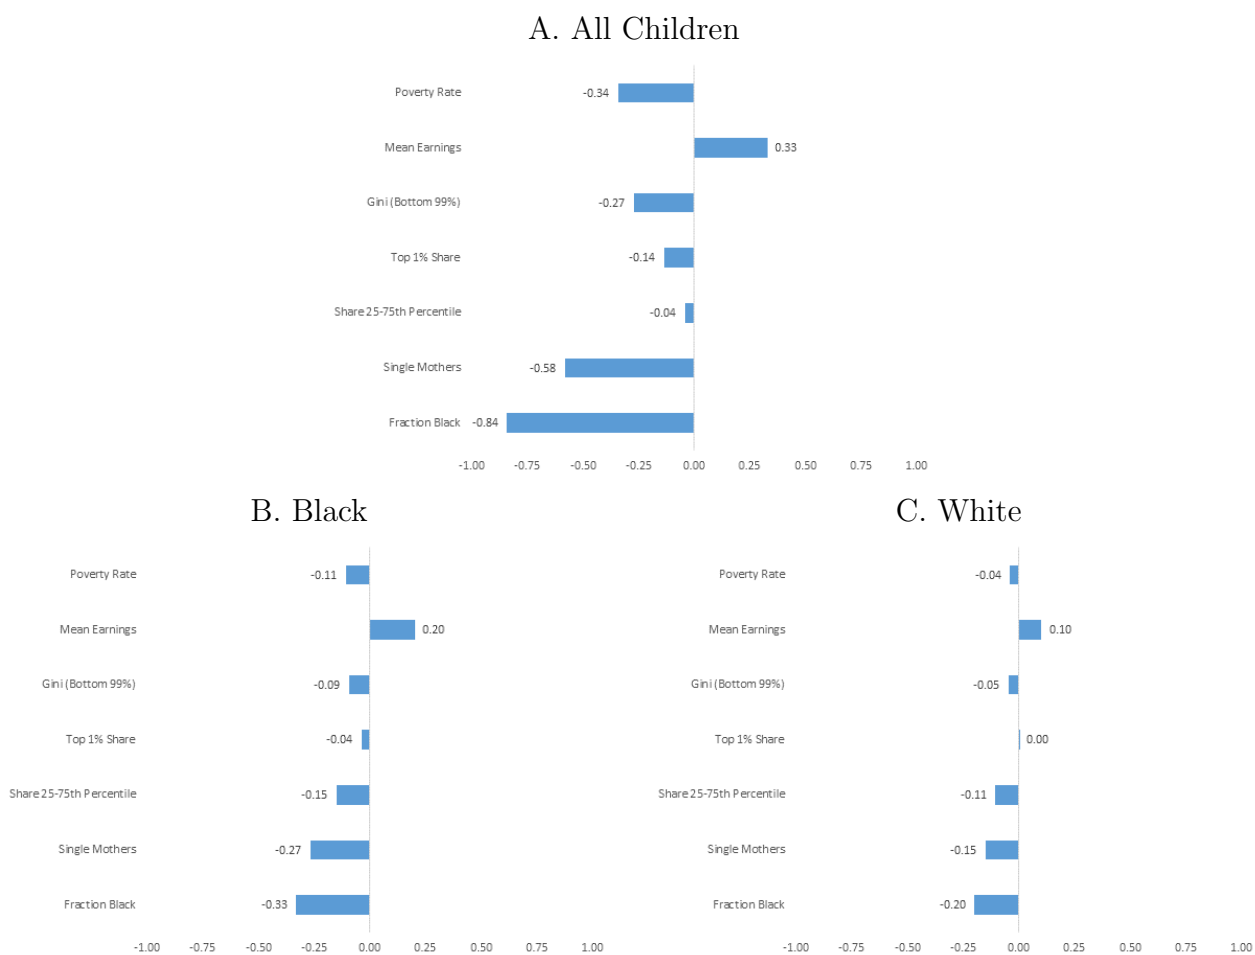 A. All Children
Poverty Rate -0.34
Mean Earnings 0.33
Gini (Bottom 99%) -0.27
Top 1% Share -0.14
Share 25-75th Percentile -0.04
Single Mothers -0.58
Fraction Black -0.84
-1.00 -0.75 -0.50 -0.25 0.00 0.25 0.50 0.75 1.00
B. Black
Poverty Rate -0.11
Mean Earnings 0.20
Gini (Bottom 99%) -0.09
Top 1% Share -0.04
Share 25-75th Percentile -0.15
Single Mothers -0.27
Fraction Black -0.33
-1.00 -0.75 -0.50 -0.25 0.00 0.25 0.50 0.75 1.00
C. White
Poverty Rate -0.04
Mean Earnings 0.10
Gini (Bottom 99%) -0.05
Top 1% Share 0.00
Share 25-75th Percentile -0.11
Single Mothers -0.15
Fraction Black -0.20
-1.00 -0.75 -0.50 -0.25 0.00 0.25 0.50 0.75 1.00